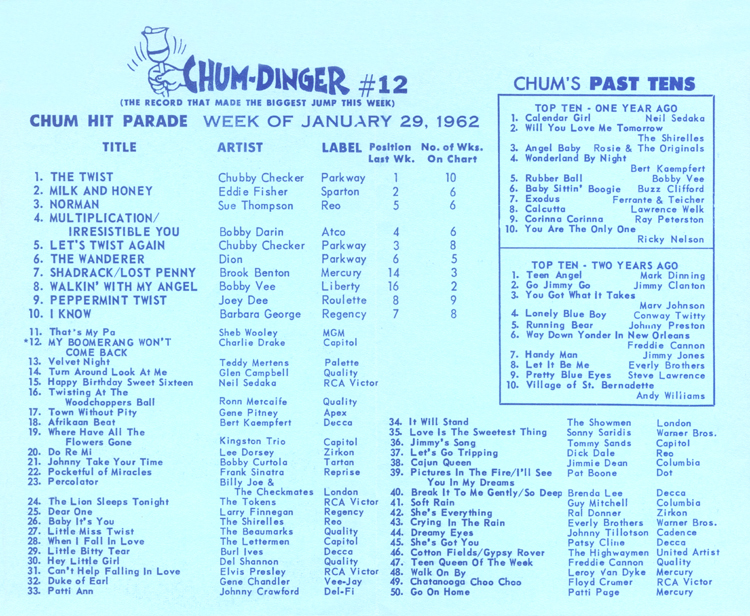 CHUM-DINGER #12
(THE RECORD THAT MADE THE BIGGEST JUMP THIS WEEK)
CHUM HIT PARADE WEEK OF JANUARY 29, 1962
TITLE ARTIST LABEL Position Last Wk. No. of Wks. On Chart
1. THE TWIST Chubby Checker Parkway 1 10
2. MILK AND HONEY Eddie Fisher Sparton 2 6
3. NORMAN Sue Thompson Reo 5 6
4. MULTIPLICATION/
IRRESISTIBLE YOU Bobby Darin Atco 4 6
5. LET'S TWIST AGAIN Chubby Checker Parkway 3 8
6. THE WANDERER Dion Parkway 6 5
7. SHADRACK/LOST PENNY Brook Benton Mercury 14 3
8. WALKIN' WITH MY ANGEL Bobby Vee Liberty 16 2
9. PEPPERMINT TWIST Joey Dee Roulette 8 9
10. I KNOW Barbara George Regency 7 8
11. That's My Pa Sheb Wooley MGM
*12. MY BOOMERANG WON'T Charlie Drake Capitol
COME BACK
13. Velvet Night Teddy Mertens Palette
14. Turn Around Look At Me Glen Campbell Quality
15. Happy Birthday Sweet Sixteen Neil Sedaka RCA Victor
16. Twisting At The
Woodchoppers Ball Ronn Metcalfe Quality
17. Town Without Pity Gene Pitney Apex
18. Afrikaan Beat Bert Kaempfert Decca
19. Where Have All The
Flowers Gone Kingston Trio Capitol
20. Do Re Mi Lee Dorsey Zirkon
21. Johnny Take Your Time Bobby Curtola Tartan
22. Pocketful of Miracles Frank Sinatra Reprise
23. Percolator Billy Joe &
The Checkmates London
24. The Lion Sleeps Tonight The Tokens RCA Victor
25. Dear One Larry Finnegan Regency
26. Baby It's You The Shirelles Reo
27. Little Miss Twist The Beaumarks Quality
28. When I Fall In Love The Lettermen Capitol
29. Little Bitty Tear Burl Ives Decca
30. Hey Little Girl Del Shannon Quality
31. Can't Help Falling In Love Elvis Presley RCA Victor
32. Duke of Earl Gene Chandler Vee-Jay
33. Patti Ann Johnny Crawford Del-Fi
34. It Will Stand The Showmen London
35. Love Is The Sweetest Thing Sonny Saridis Warner Bros.
36. Jimmy's Song Tommy Sands Capitol
37. Let's Go Tripping Dick Dale Reo
38. Cajun Queen Jimmie Dean Columbia
39. Pictures In The Fire/I'll See Pat Boone Dot
You In My Dreams
40. Break It To Me Gently/So Deep Brenda Lee Decca
41. Soft Rain Guy Mitchell Columbia
42. She's Everything Ral Donner Zirkon
43. Crying In The Rain Everly Brothers Warner Bros.
44. Dreamy Eyes Johnny Tillotson Cadence
45. She's Got You Patsy Cline Decca
46. Cotton Fields/Gypsy Rover The Highwaymen United Artist
47. Teen Queen Of The Week Freddie Cannon Quality
48. Walk On By Leroy Van Dyke Mercury
49. Chatanooga Choo Choo Floyd Crumer RCA Victor
50. Go On Home Patti Page Mercury
CHUM'S PAST TENS
TOP TEN - ONE YEAR AGO
1. Calendar Girl Neil Sedaka
2. Will You Love Me Tomorrow
The Shirelles
3. Angel Baby Rosie & The Originals
4. Wonderland By Night
Bert Kaempfert
5. Rubber Ball Bobby Vee
6. Baby Sittin' Boogie Buzz Clifford
7. Exodus Ferrante & Teicher
8. Calcutta Lawrence Welk
9. Corinna Corinna Ray Peterston
10. You Are The Only One
Ricky Nelson
TOP TEN - TWO YEARS AGO
1. Teen Angel Mark Dinning
2. Go Jimmy Go Jimmy Clanton
3. You Got What It Takes
Marv Johnson
4. Lonely Blue Boy Conway Twitty
5. Running Bear Johnny Preston
6. Way Down Yonder In New Orleans
Freddie Cannon
7. Handy Man Jimmy Jones
8. Let It Be Me Everly Brothers
9. Pretty Blue Eyes Steve Lawrence
10. Village of St. Bernadette
Andy Williams